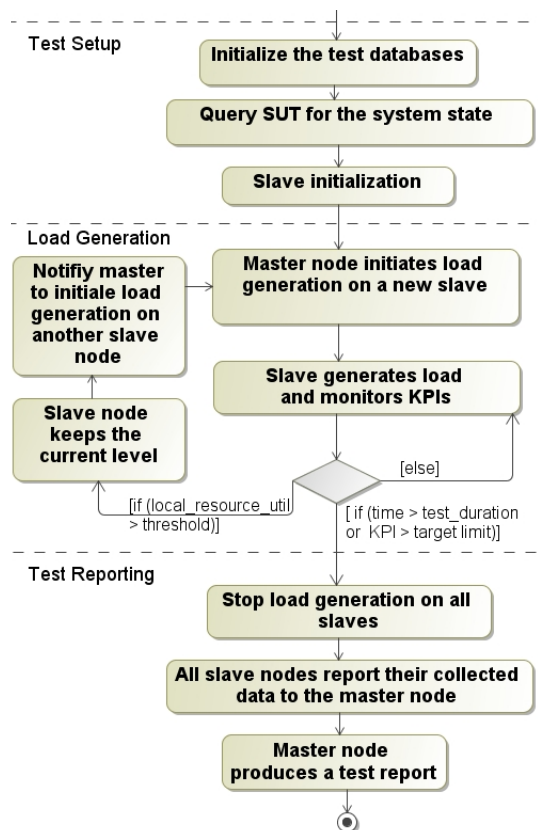 Test Setup
Initialize the test databases
Query SUT for the system state
Slave initialization
Load Generation
Notifiy master
to initiale load
generation on
another slave
node
Master node initiates load
generation on a new slave
Slave generates load
and monitors KPIs
Slave node
keeps the
current level
[else]
[if (local_resource_util
> threshold)]
[ if (time > test_duration
or KPI > target limit)]
Test Reporting
Stop load generation on all
slaves
All slave nodes report their collected
data to the master node
Master node
produces a test report